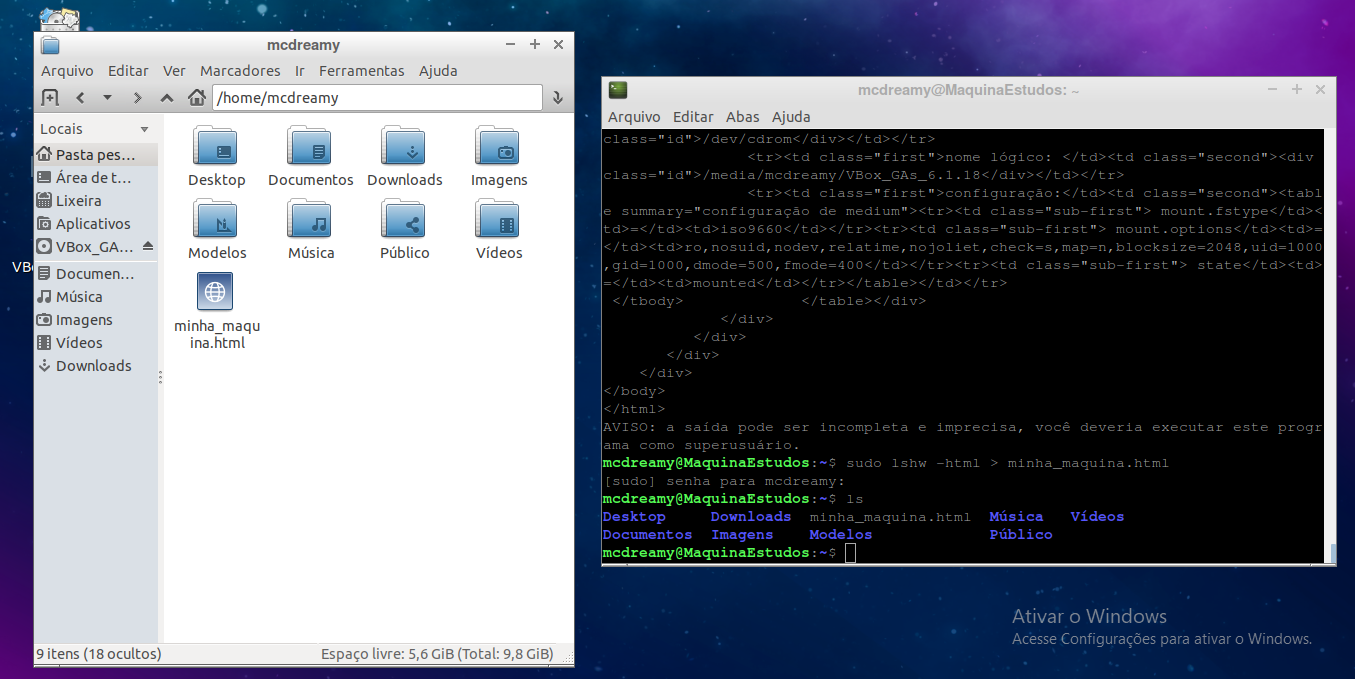 mcdreamy
Arquivo Editar Ver Marcadores Ir Ferramentas Ajuda
/home/mcdreamy
Locais
Pasta pes...
Área de t...
Lixeira
Aplicativos
VBox_GA...
Documen...
Música
Imagens
Vídeos
Downloads
Desktop Documentos Downloads Imagens
Modelos Música Público Vídeos
minha_maqu
ina.html
9 itens (18 ocultos) Espaço livre: 5,6 GiB (Total: 9,8 GiB)
mcdreamy@MaquinaEstudos: ~
Arquivo Editar Abas Ajuda
class="id">/dev/cdrom</div></td></tr>
<tr><td class="first">nome lógico: </td><td class="second"><div
class="id">/media/mcdreamy/VBox_GAs_6.1.18</div></td></tr>
<tr><td class="first">configuração:</td><td class="second"><tabl
e summary="configuração de medium"><tr><td class="sub-first"> mount.fstype</td><
td>=</td><td>iso9660</td></tr><tr><td class="sub-first"> mount.options</td><td>=
</td><td>ro,nosuid,nodev,relatime,nojoliet,check=s,map=n,blocksize=2048,uid=1000
,gid=1000,dmode=500,fmode=400</td></tr><tr><td class="sub-first"> state</td><td>
=</td><td>mounted</td></tr></table></td></tr>
</tbody> </table></div>
</div>
</div>
</div>
</div>
</body>
</html>
AVISO: a saída pode ser incompleta e imprecisa, você deveria executar este progr
ama como superusuário.
mcdreamy@MaquinaEstudos:~$ sudo lshw -html > minha_maquina.html
[sudo] senha para mcdreamy:
mcdreamy@MaquinaEstudos:~$ ls
Desktop Downloads minha_maquina.html Música Vídeos
Documentos Imagens Modelos Público
mcdreamy@MaquinaEstudos:~$
Ativar o Windows
Acesse Configurações para ativar o Windows.